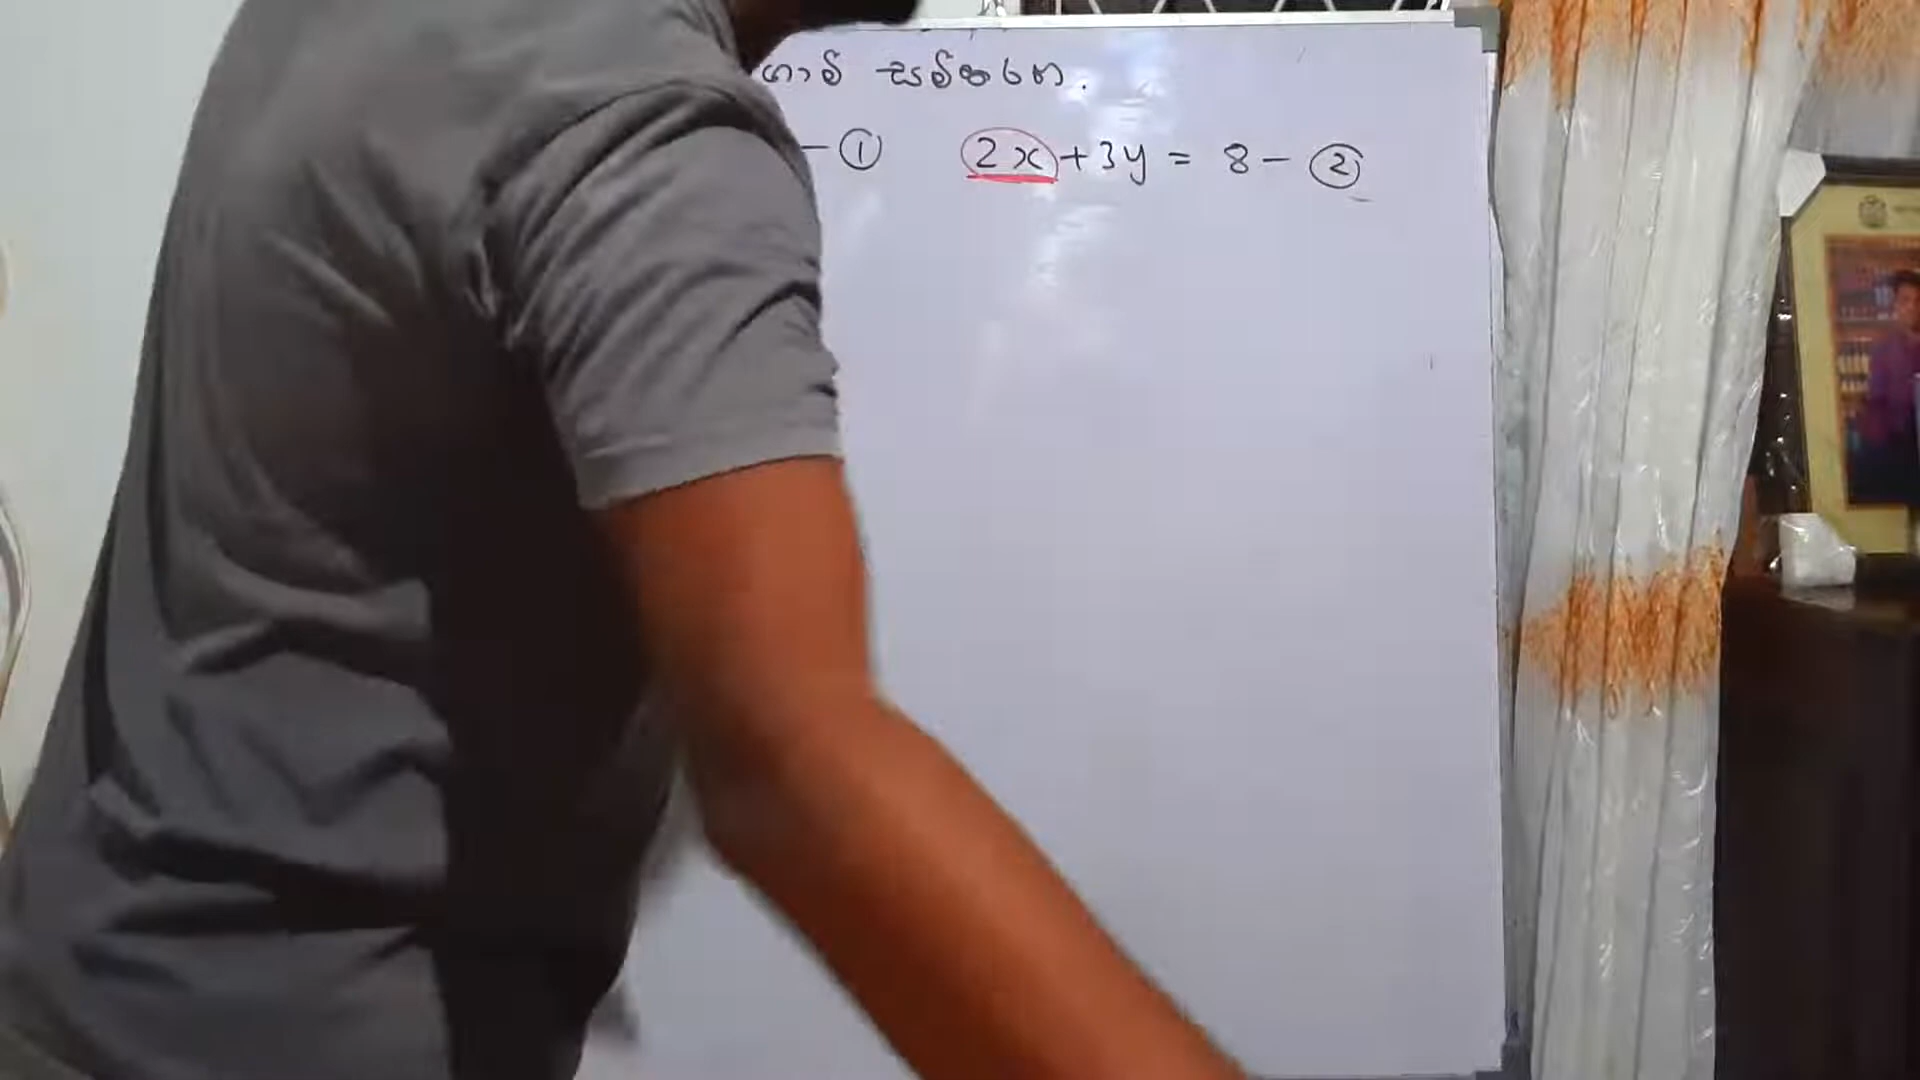 ගාමී සමීකරණ.
– ① 2x + 3y = 8 – ②